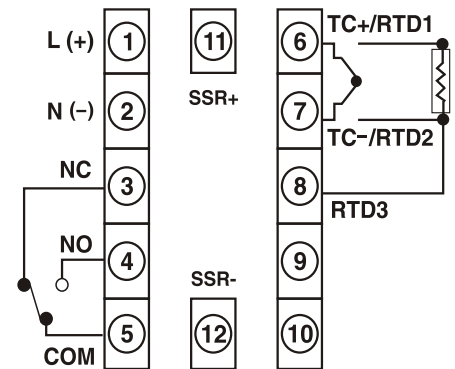 L (+) 1 11 6 TC+/RTD1
SSR+
N (−) 2 7
TC−/RTD2
NC 3 8
RTD3
NO 4 9
SSR-
5 12 10
COM